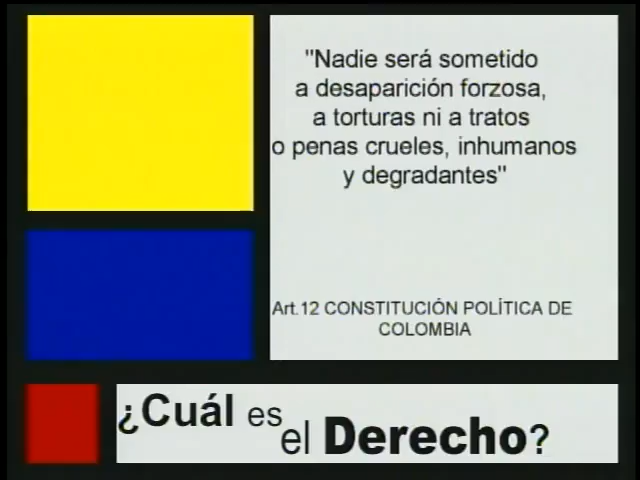 "Nadie será sometido
a desaparición forzosa,
a torturas ni a tratos
o penas crueles, inhumanos
y degradantes"
Art.12 CONSTITUCIÓN POLÍTICA DE
COLOMBIA
¿Cuál es
el Derecho?